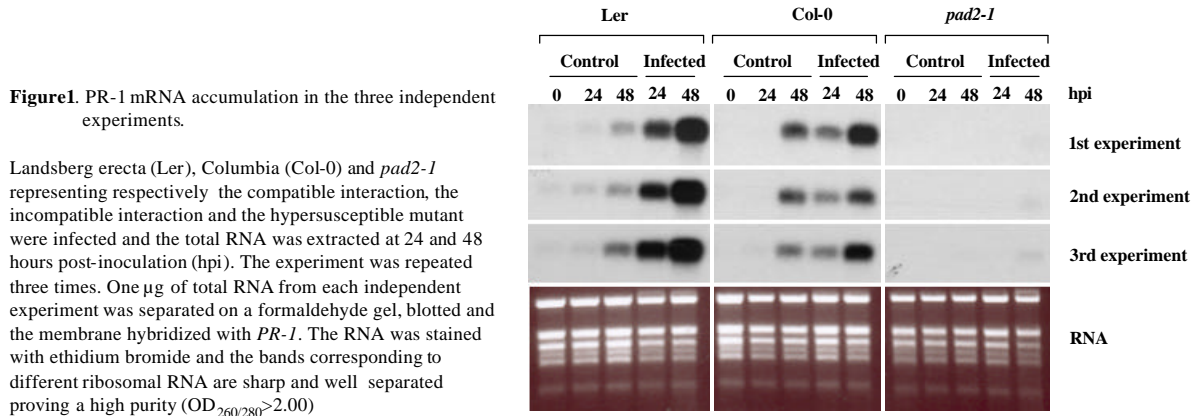 Figure1. PR-1 mRNA accumulation in the three independent
experiments.
Landsberg erecta (Ler), Columbia (Col-0) and pad2-1
representing respectively the compatible interaction, the
incompatible interaction and the hypersusceptible mutant
were infected and the total RNA was extracted at 24 and 48
hours post-inoculation (hpi). The experiment was repeated
three times. One µg of total RNA from each independent
experiment was separated on a formaldehyde gel, blotted and
the membrane hybridized with PR-1. The RNA was stained
with ethidium bromide and the bands corresponding to
different ribosomal RNA are sharp and well separated
proving a high purity (OD260/280>2.00)
Ler Col-0 pad2-1
Control Infected Control Infected Control Infected
0 24 48 24 48 0 24 48 24 48 0 24 48 24 48 hpi
1st experiment
2nd experiment
3rd experiment
RNA